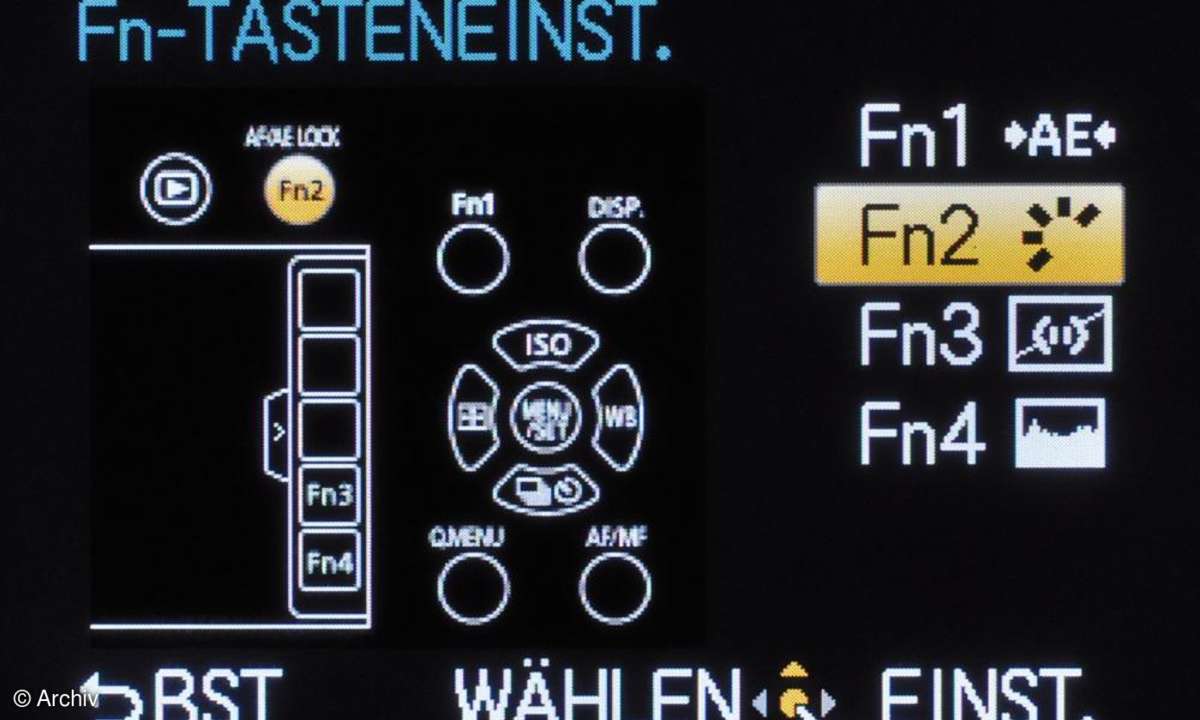 Fn-TASTENEINST.
AF/AE LOCK
Fn2
Fn1 DISP.
Fn1 AE
Fn2
Fn3
Fn4
ISO
MENU
/SET
WB
Fn3
Fn4
Q.MENU AF/MF
BST WÄHLEN EINST.
© Archiv